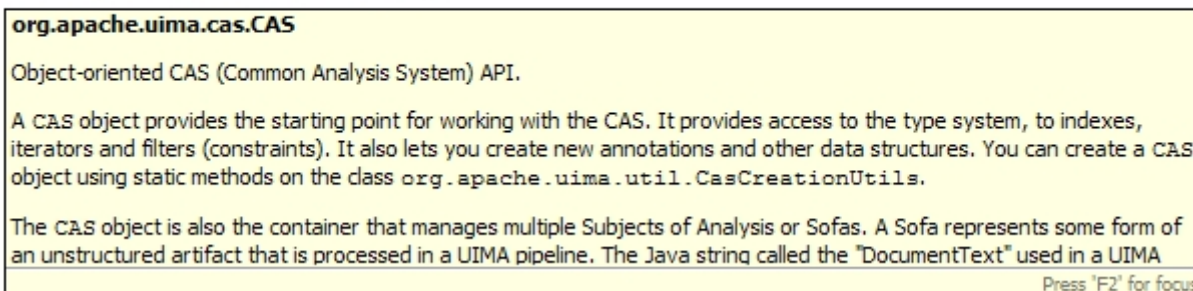 org.apache.uima.cas.CAS
Object-oriented CAS (Common Analysis System) API.
A CAS object provides the starting point for working with the CAS. It provides access to the type system, to indexes,
iterators and filters (constraints). It also lets you create new annotations and other data structures. You can create a CAS
object using static methods on the class org.apache.uima.util.CasCreationUtils.
The CAS object is also the container that manages multiple Subjects of Analysis or Sofas. A Sofa represents some form of
an unstructured artifact that is processed in a UIMA pipeline. The Java string called the "DocumentText" used in a UIMA
Press 'F2' for focus